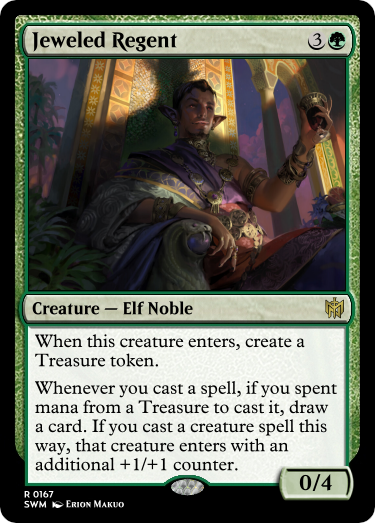 Jeweled Regent 3
Creature — Elf Noble
When this creature enters, create a
Treasure token.
Whenever you cast a spell, if you spent
mana from a Treasure to cast it, draw
a card. If you cast a creature spell this
way, that creature enters with an
additional +1/+1 counter.
0/4
R 0167
SWM Erion Makuo